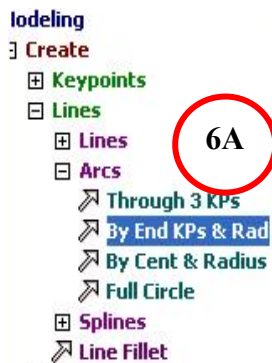 Modeling
Create
Keypoints
Lines
Lines
6A
Arcs
Through 3 KPs
By End KPs & Rad
By Cent & Radius
Full Circle
Splines
Line Fillet